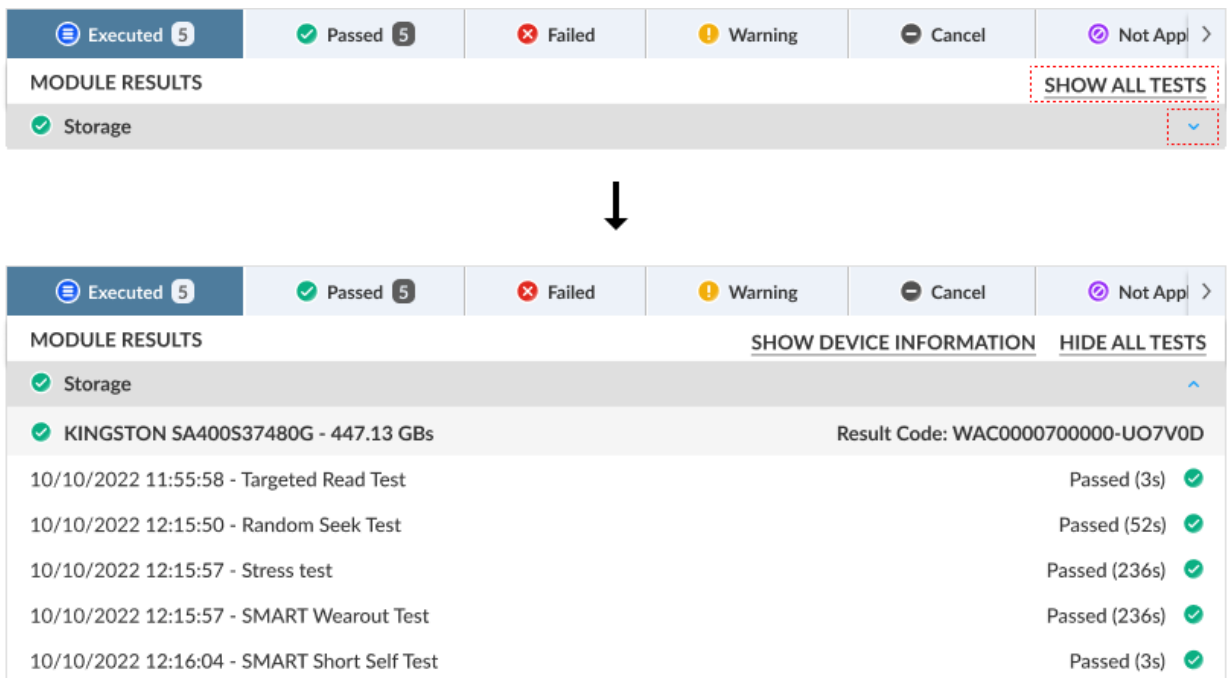 Executed 5 Passed 5 Failed Warning Cancel Not Appl
MODULE RESULTS SHOW ALL TESTS
Storage
Executed 5 Passed 5 Failed Warning Cancel Not Appl
MODULE RESULTS SHOW DEVICE INFORMATION HIDE ALL TESTS
Storage
KINGSTON SA400S37480G - 447.13 GBs Result Code: WAC0000700000-UO7V0D
10/10/2022 11:55:58 - Targeted Read Test Passed (3s)
10/10/2022 12:15:50 - Random Seek Test Passed (52s)
10/10/2022 12:15:57 - Stress test Passed (236s)
10/10/2022 12:15:57 - SMART Wearout Test Passed (236s)
10/10/2022 12:16:04 - SMART Short Self Test Passed (3s)